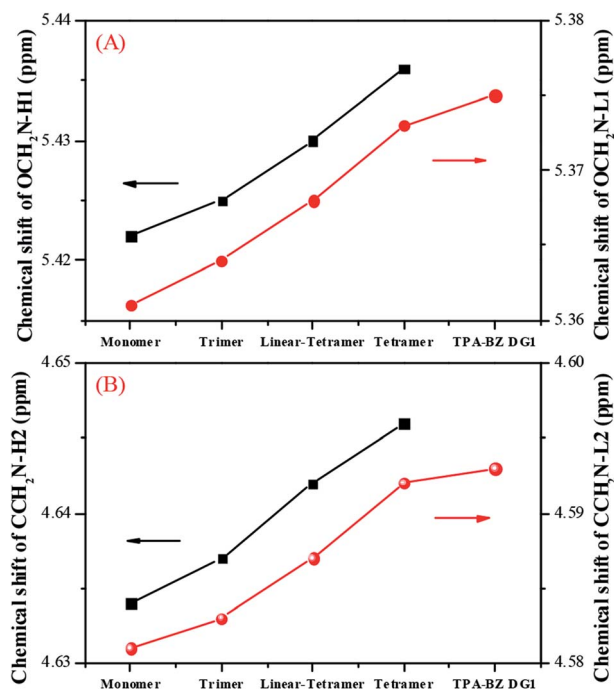 (A)
Chemical shift of OCH₂N-H1 (ppm)
5.44
5.43
5.42
5.38
5.37
5.36
Chemical shift of OCH₂N-L1 (ppm)
Monomer Trimer Linear-Tetramer Tetramer TPA-BZ DG1
(B)
Chemical shift of CCH₂N-H2 (ppm)
4.65
4.64
4.63
4.60
4.59
4.58
Chemical shift of CCH₂N-L2 (ppm)
Monomer Trimer Linear-Tetramer Tetramer TPA-BZ DG1